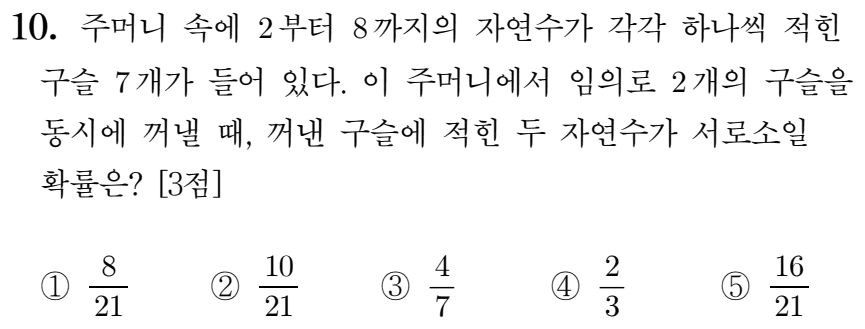 10. 주머니 속에 2부터 8까지의 자연수가 각각 하나씩 적힌
구슬 7개가 들어 있다. 이 주머니에서 임의로 2개의 구슬을
동시에 꺼낼 때, 꺼낸 구슬에 적힌 두 자연수가 서로소일
확률은? [3점]
① 8/21 ② 10/21 ③ 4/7 ④ 2/3 ⑤ 16/21